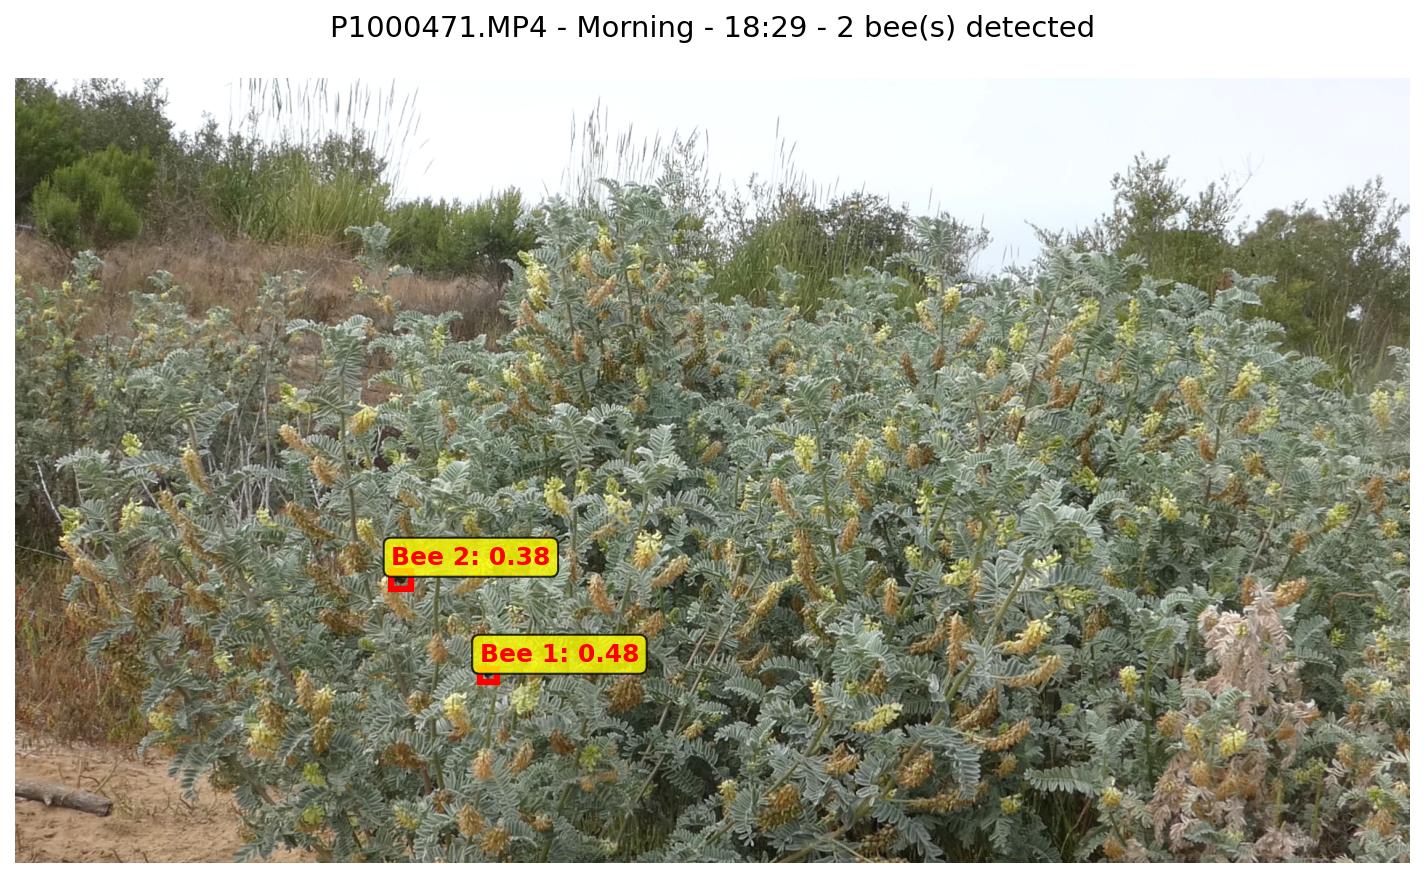 P1000471.MP4 - Morning - 18:29 - 2 bee(s) detected
Bee 2: 0.38
Bee 1: 0.48